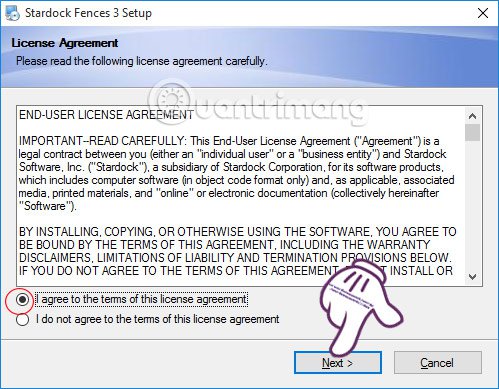 Stardock Fences 3 Setup
License Agreement
Please read the following license agreement carefully.
Quantrimang
END-USER LICENSE AGREEMENT
IMPORTANT--READ CAREFULLY: This End-User License Agreement ("Agreement") is a
legal contract between you (either an "individual user" or a "business entity") and Stardock
Software, Inc. ("Stardock"), a subsidiary of Stardock Corporation, for its software products,
which includes computer software (in object code format only) and, as applicable, associated
media, printed materials, and "online" or electronic documentation (collectively hereinafter
"Software").
BY INSTALLING, COPYING, OR OTHERWISE USING THE SOFTWARE, YOU AGREE TO
BE BOUND BY THE TERMS OF THIS AGREEMENT, INCLUDING THE WARRANTY
DISCLAIMERS, LIMITATIONS OF LIABILITY AND TERMINATION PROVISIONS BELOW.
IF YOU DO NOT AGREE TO THE TERMS OF THIS AGREEMENT, INSTALL OR
I agree to the terms of this license agreement
I do not agree to the terms of this license agreement
Next >
Cancel